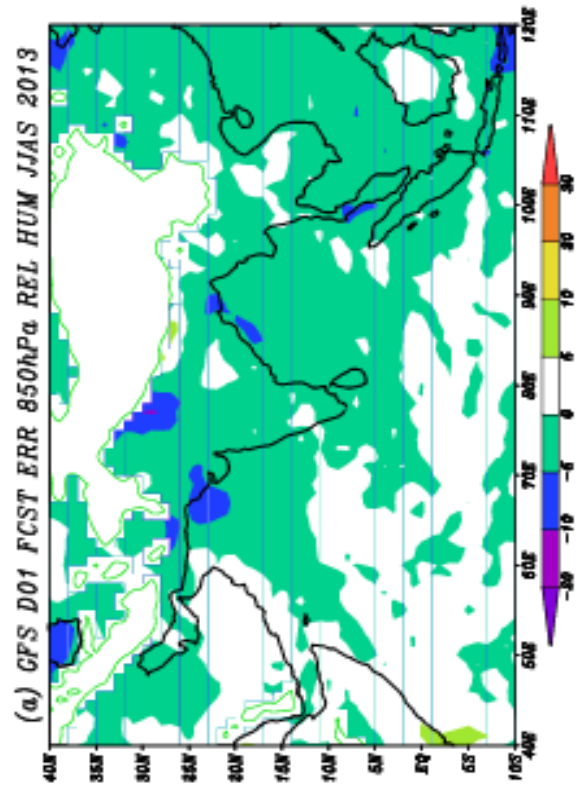 (a) GFS D01 FCST ERR 850hPa REL HUM JJAS 2013
40N
35N
30N
25N
20N
15N
10N
5N
EQ
5S
10S
40E 50E 60E 70E 80E 90E 100E 110E 120E
-20 -10 -5 0 5 10 20 30